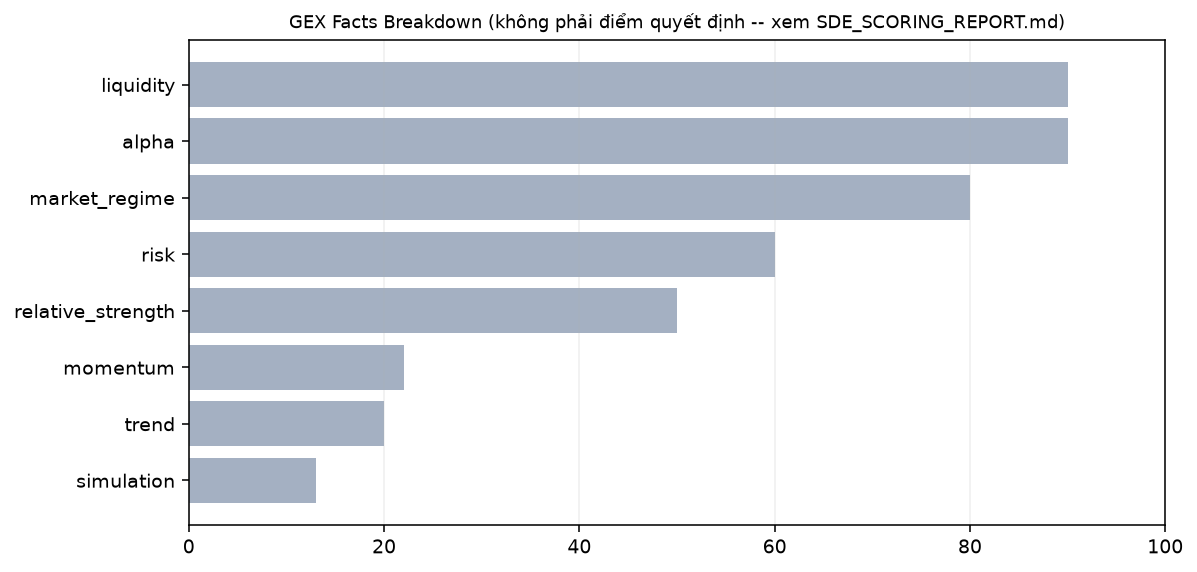 GEX Facts Breakdown (không phải điểm quyết định -- xem SDE_SCORING_REPORT.md)
liquidity
alpha
market_regime
risk
relative_strength
momentum
trend
simulation
0 20 40 60 80 100